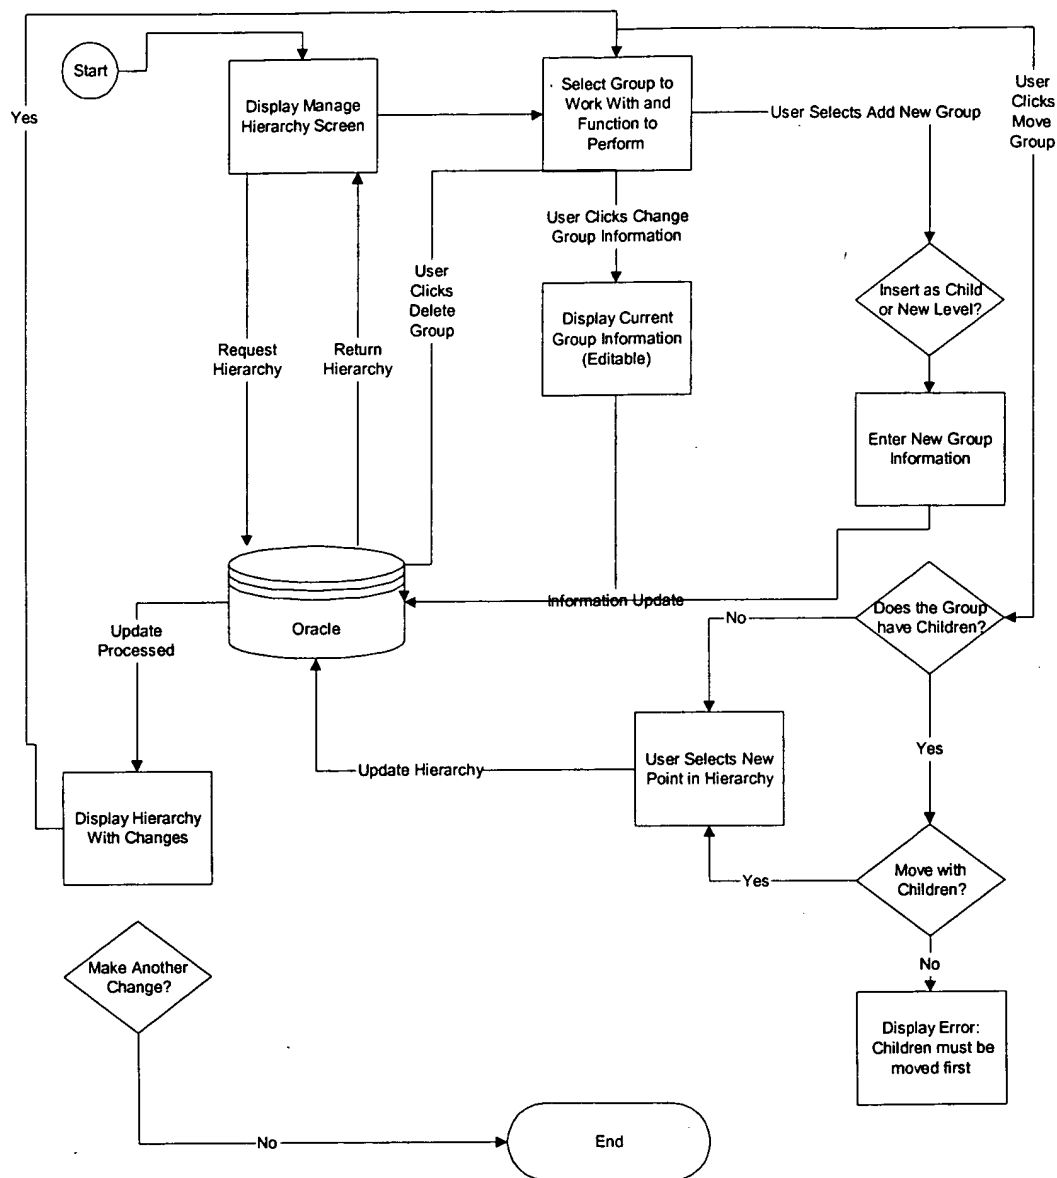 Start
Yes
Display Manage
Hierarchy Screen
Select Group to
Work With and
Function to
Perform
User Selects Add New Group
User
Clicks
Move
Group
User Clicks Change
Group Information
User
Clicks
Delete
Group
Insert as Child
or New Level?
Request
Hierarchy
Return
Hierarchy
Display Current
Group Information
(Editable)
Enter New Group
Information
Information Update
Oracle
Does the Group
have Children?
No
Update
Processed
Yes
User Selects New
Point in Hierarchy
Update Hierarchy
Display Hierarchy
With Changes
Move with
Children?
Yes
No
Make Another
Change?
Display Error:
Children must be
moved first
No
End